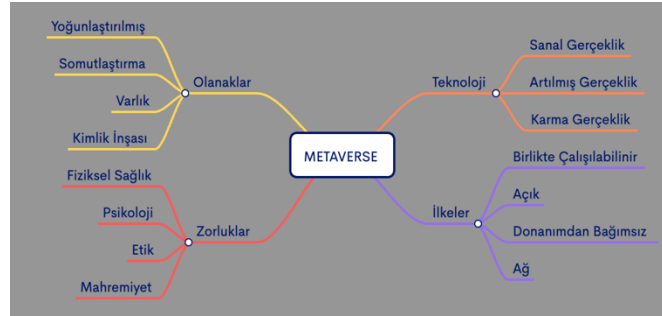 Yoğunlaştırılmış
Somutlaştırma
Varlık
Kimlik İnşası
Olanaklar
Fiziksel Sağlık
Psikoloji
Etik
Mahremiyet
Zorluklar
METAVERSE
Teknoloji
Sanal Gerçeklik
Artılmış Gerçeklik
Karma Gerçeklik
İlkeler
Birlikte Çalışılabilinir
Açık
Donanımdan Bağımsız
Ağ